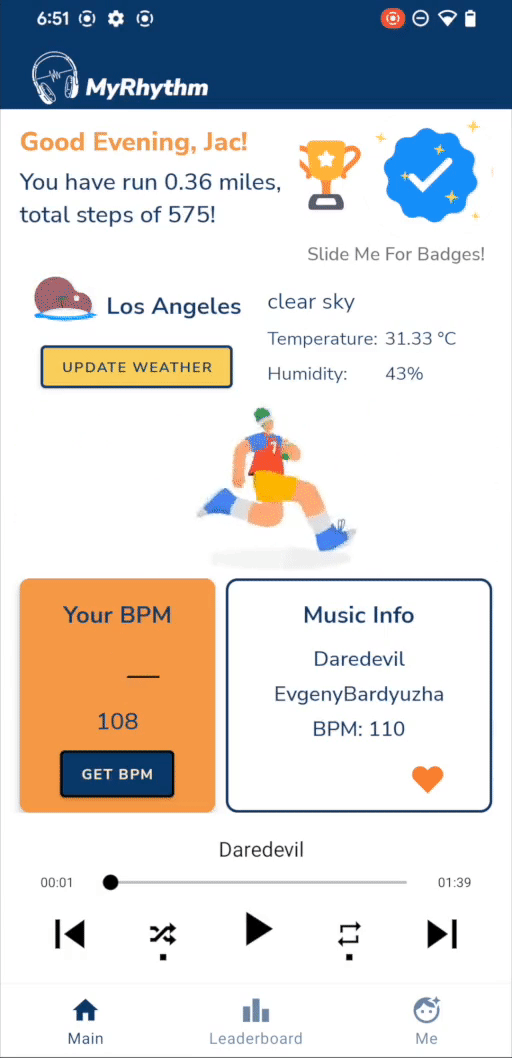 6:51
MyRhythm
Good Evening, Jac!
You have run 0.36 miles,
total steps of 575!
Slide Me For Badges!
Los Angeles
clear sky
UPDATE WEATHER
Temperature: 31.33 °C
Humidity: 43%
Your BPM
108
GET BPM
Music Info
Daredevil
EvgenyBardyuzha
BPM: 110
Daredevil
00:01
01:39
Main
Leaderboard
Me